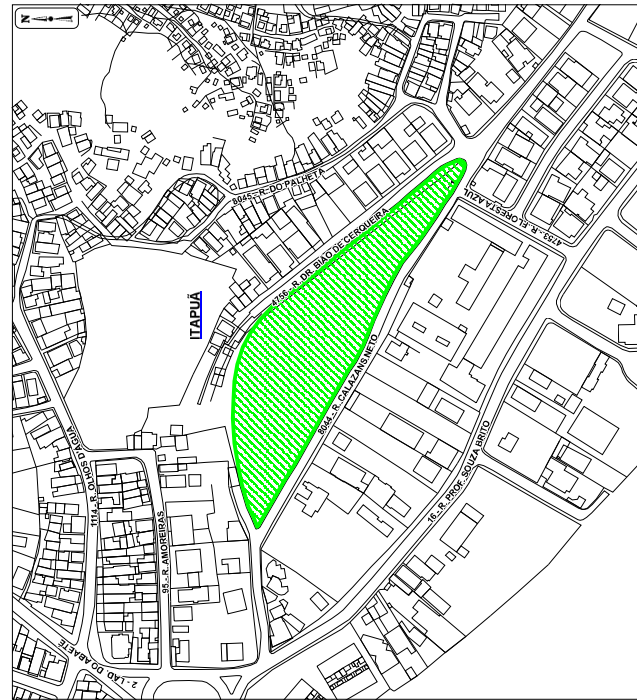 N
8045 - R. DO PALHETA
4756 - R. DR. BIAO DE CERQUEIRA
4753 - R. FLORESTA AZUL
ITAPUÃ
8044 - R. CALAZANS NETO
1114 - R. OLHOS D'ÁGUA
95 - R. AMOREIRAS
16 - R. PROF. SOUZA BRITO
2 - LAD DO ABAETÉ